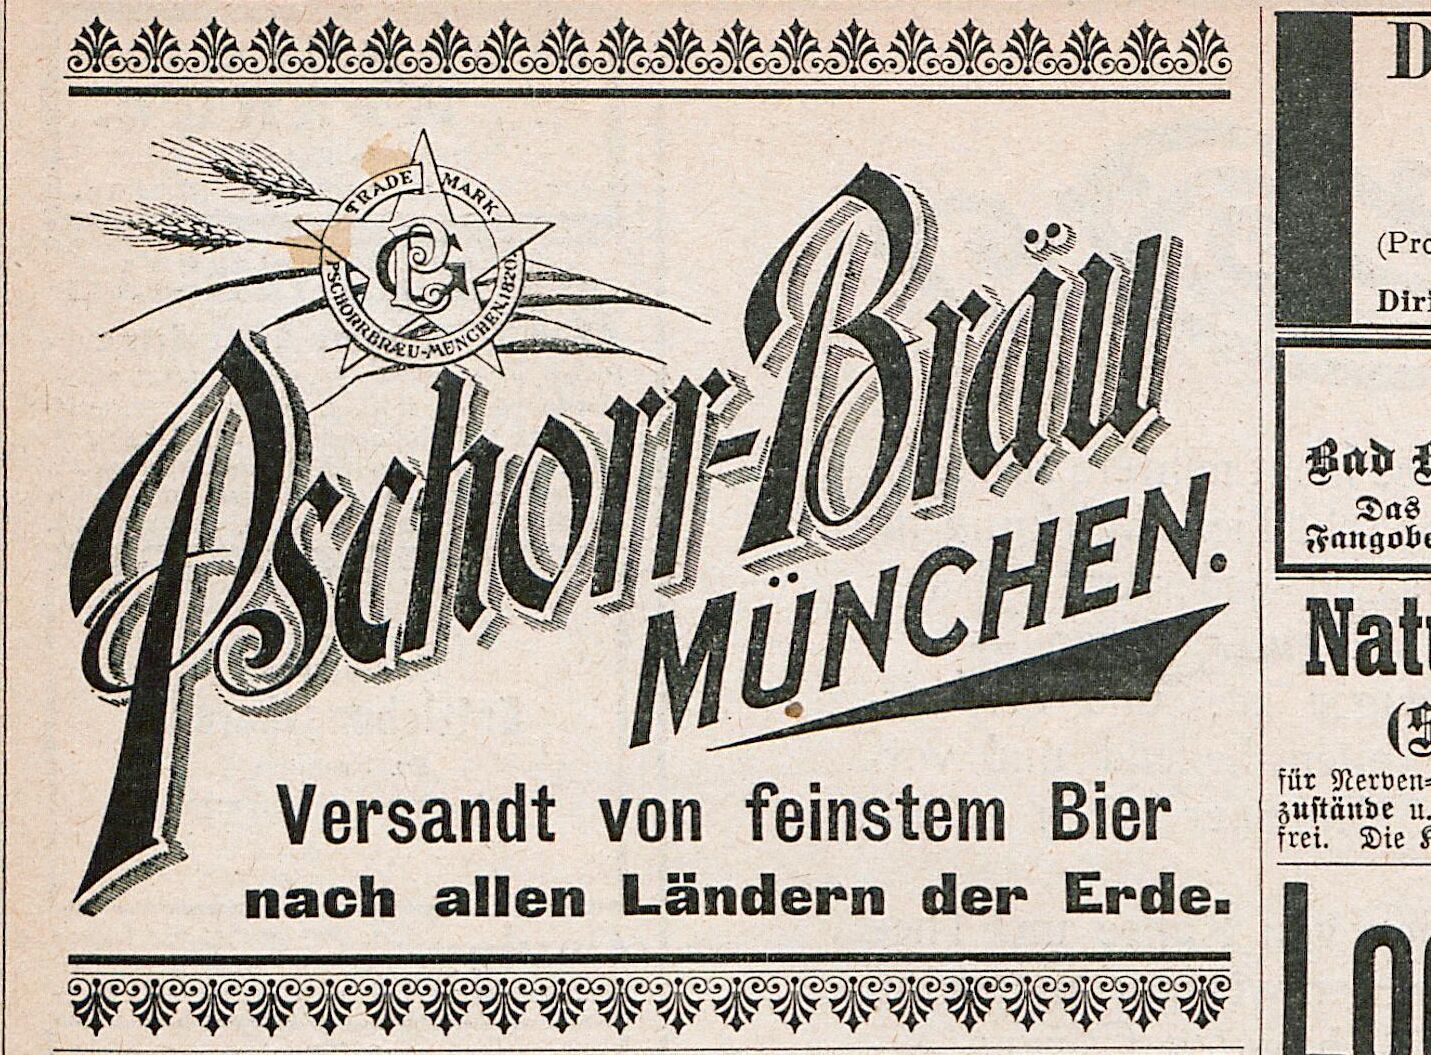 TRADE MARK.
PSCHORRBRÆU-MÜNCHEN.1820.
Pschorr-Bräu
MÜNCHEN.
Versandt von feinstem Bier
nach allen Ländern der Erde.
(Pro
Bad
Das
Fangobe
Natu
für Nerven-
zustände u.
frei. Die